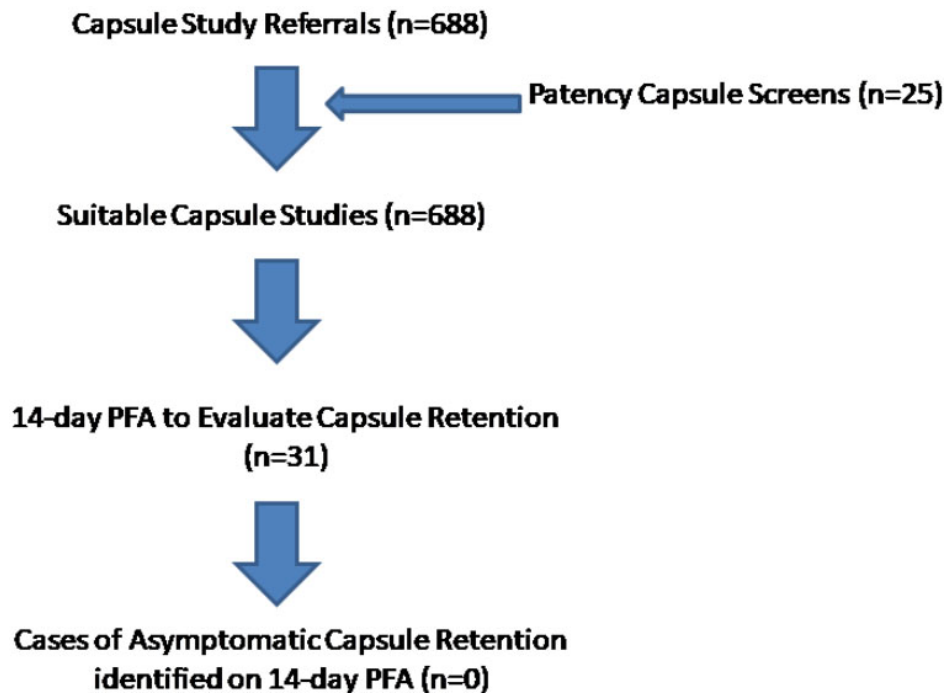 Capsule Study Referrals (n=688)
Patency Capsule Screens (n=25)
Suitable Capsule Studies (n=688)
14-day PFA to Evaluate Capsule Retention
(n=31)
Cases of Asymptomatic Capsule Retention
identified on 14-day PFA (n=0)